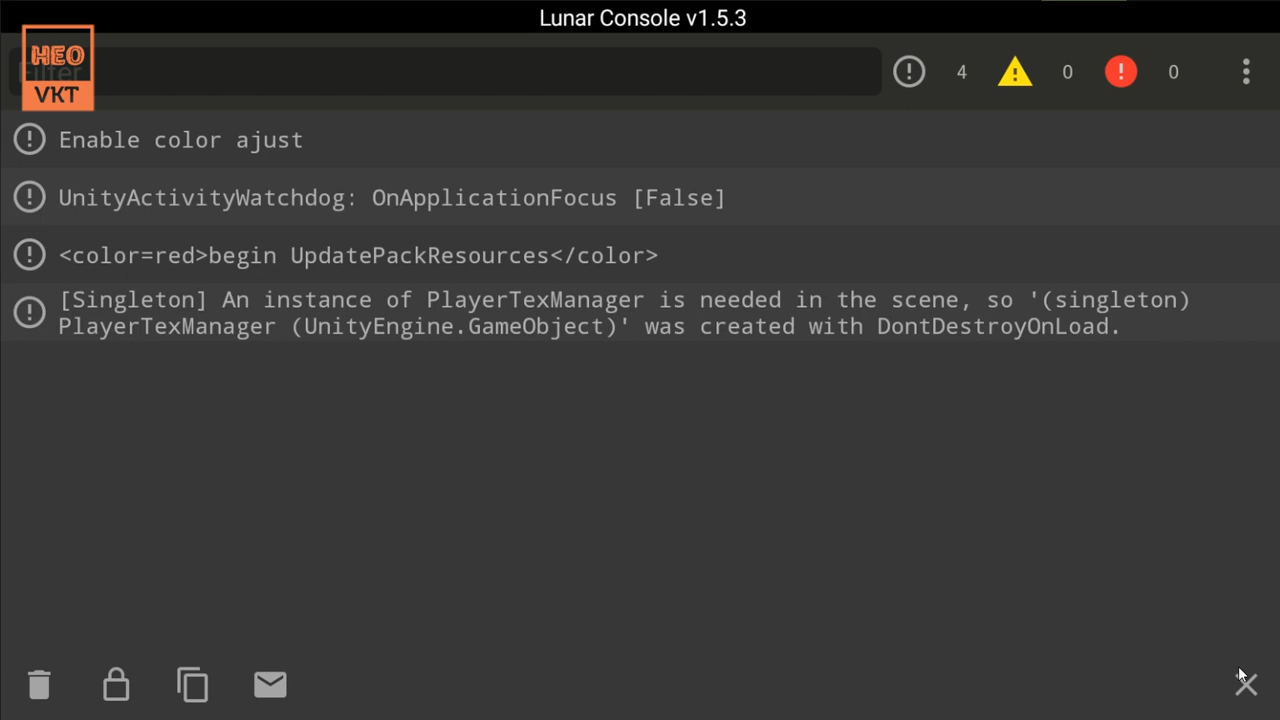 Lunar Console v1.5.3
HEO
VKT
Filter
4
0
0
Enable color ajust
UnityActivityWatchdog: OnApplicationFocus [False]
<color=red>begin UpdatePackResources</color>
[Singleton] An instance of PlayerTexManager is needed in the scene, so '(singleton)
PlayerTexManager (UnityEngine.GameObject)' was created with DontDestroyOnLoad.